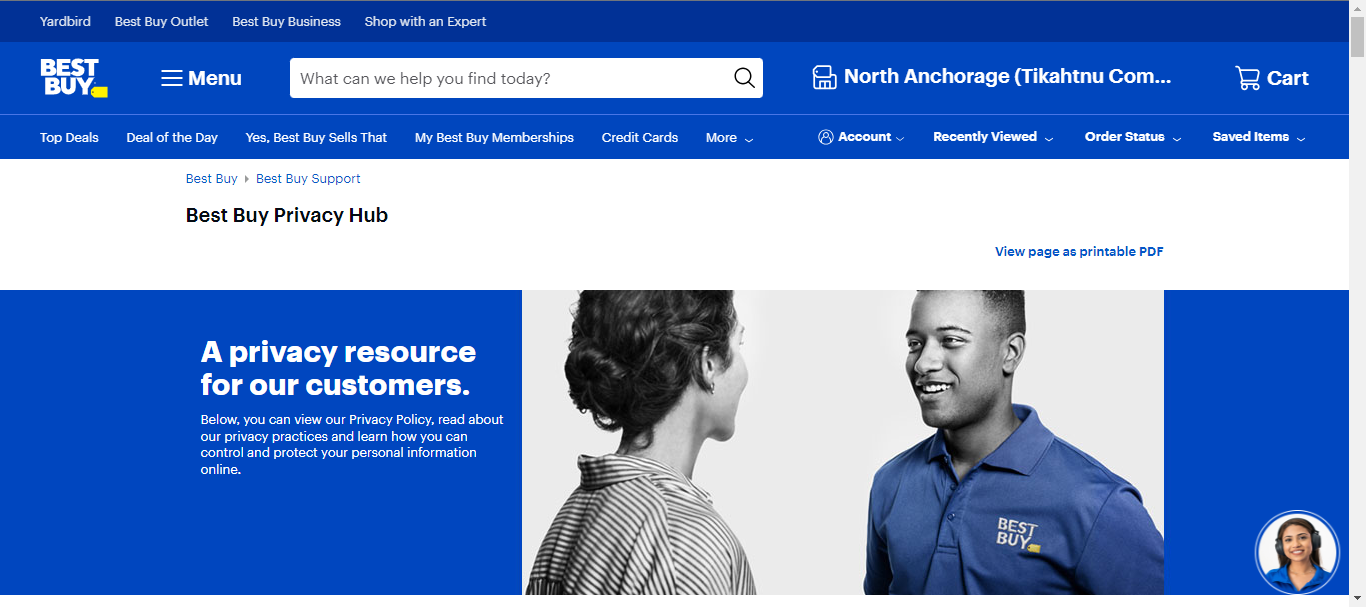 Yardbird Best Buy Outlet Best Buy Business Shop with an Expert
BEST
BUY
Menu
What can we help you find today?
North Anchorage (Tikahtnu Com...
Cart
Top Deals Deal of the Day Yes, Best Buy Sells That My Best Buy Memberships Credit Cards More Account Recently Viewed Order Status Saved Items
Best Buy Best Buy Support
Best Buy Privacy Hub
View page as printable PDF
A privacy resource
for our customers.
Below, you can view our Privacy Policy, read about
our privacy practices and learn how you can
control and protect your personal information
online.
BEST
BUY